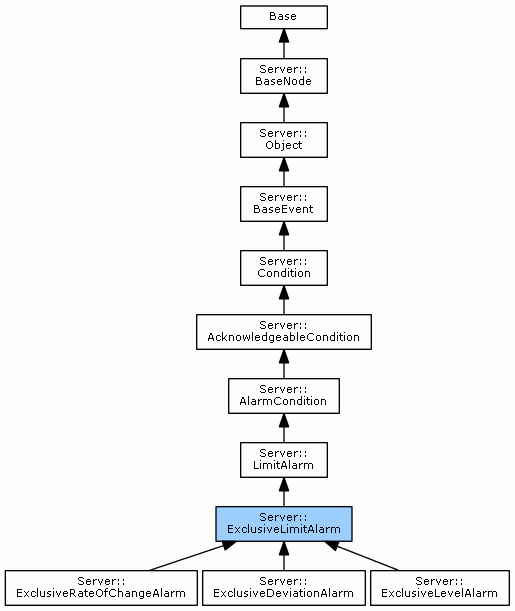 Base
Server::
BaseNode
Server::
Object
Server::
BaseEvent
Server::
Condition
Server::
AcknowledgeableCondition
Server::
AlarmCondition
Server::
LimitAlarm
Server::
ExclusiveLimitAlarm
Server::
ExclusiveRateOfChangeAlarm
Server::
ExclusiveDeviationAlarm
Server::
ExclusiveLevelAlarm